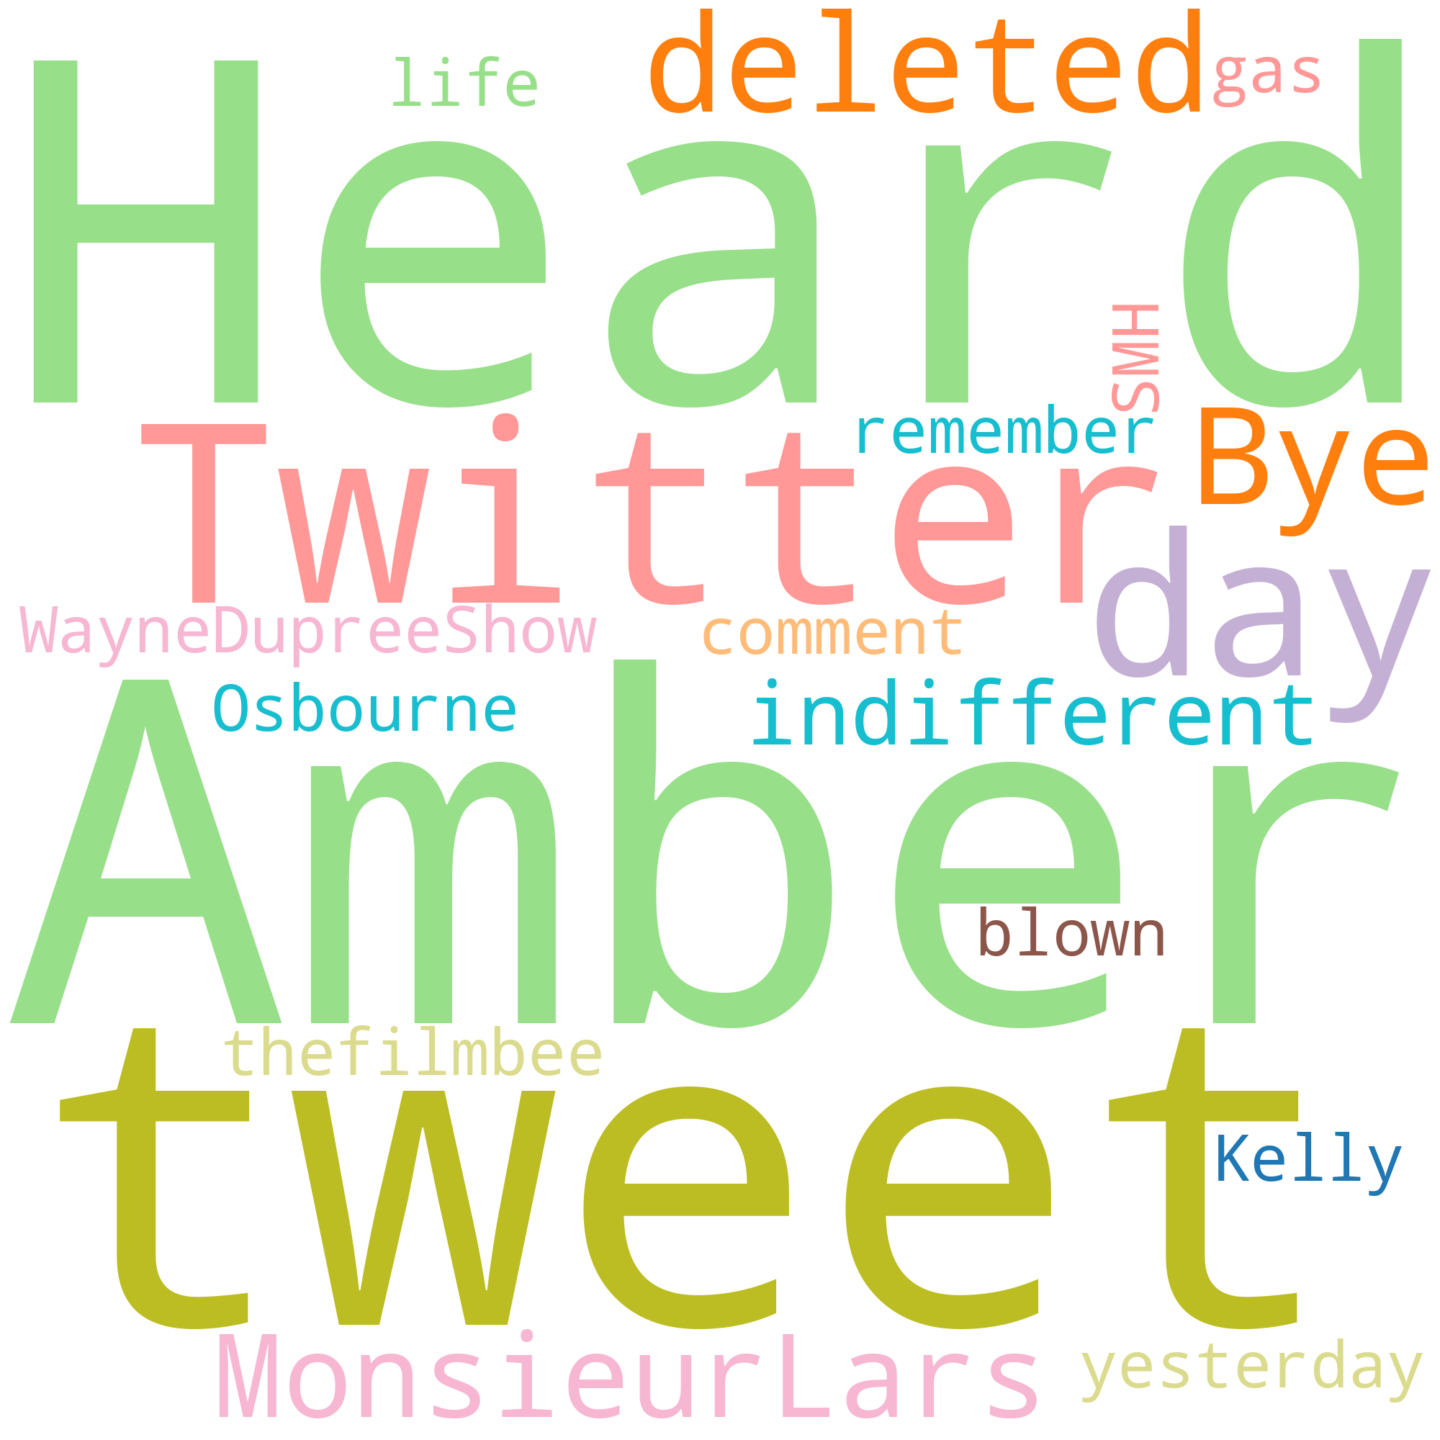 life
deleted
gas
Heard
SMH
remember
Bye
Twitter
day
WayneDupreeShow
comment
Osbourne
indifferent
Amber
blown
thefilmbee
tweet
Kelly
MonsieurLars
yesterday